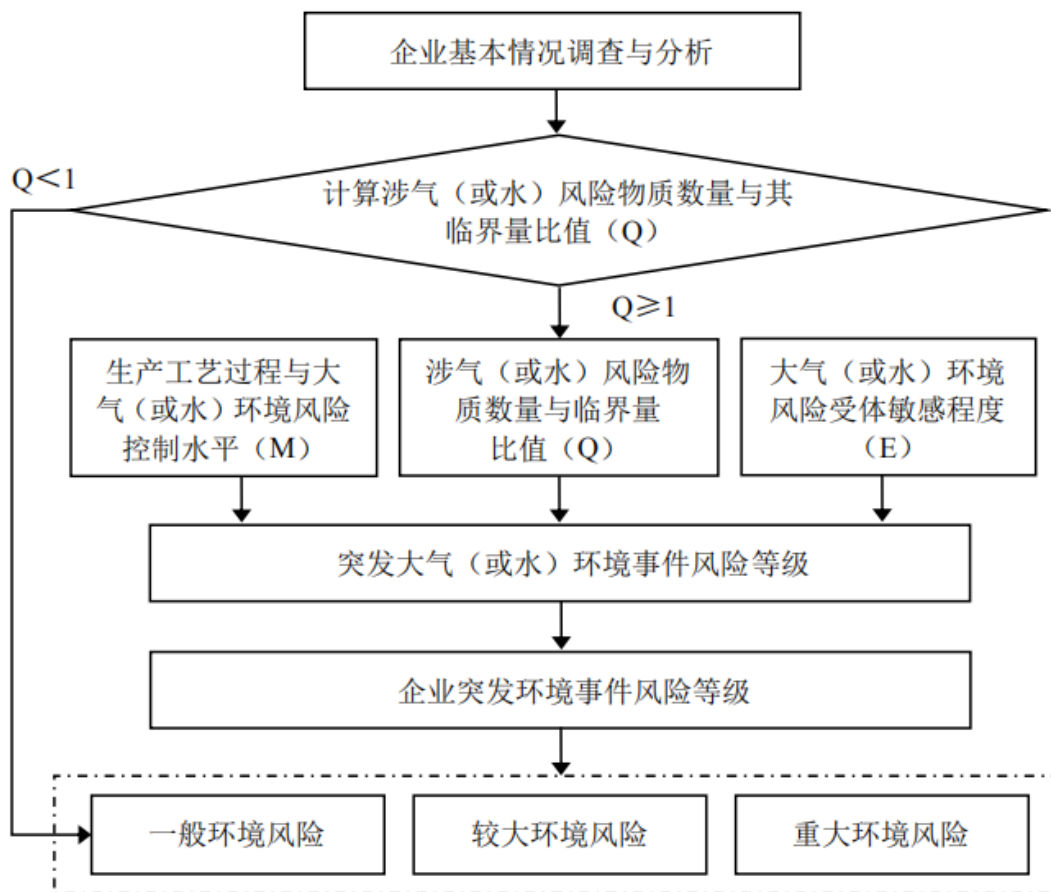 企业基本情况调查与分析
Q＜1
计算涉气（或水）风险物质数量与其
临界量比值（Q）
Q≥1
生产工艺过程与大
气（或水）环境风险
控制水平（M）
涉气（或水）风险物
质数量与临界量
比值（Q）
大气（或水）环境
风险受体敏感程度
（E）
突发大气（或水）环境事件风险等级
企业突发环境事件风险等级
一般环境风险
较大环境风险
重大环境风险